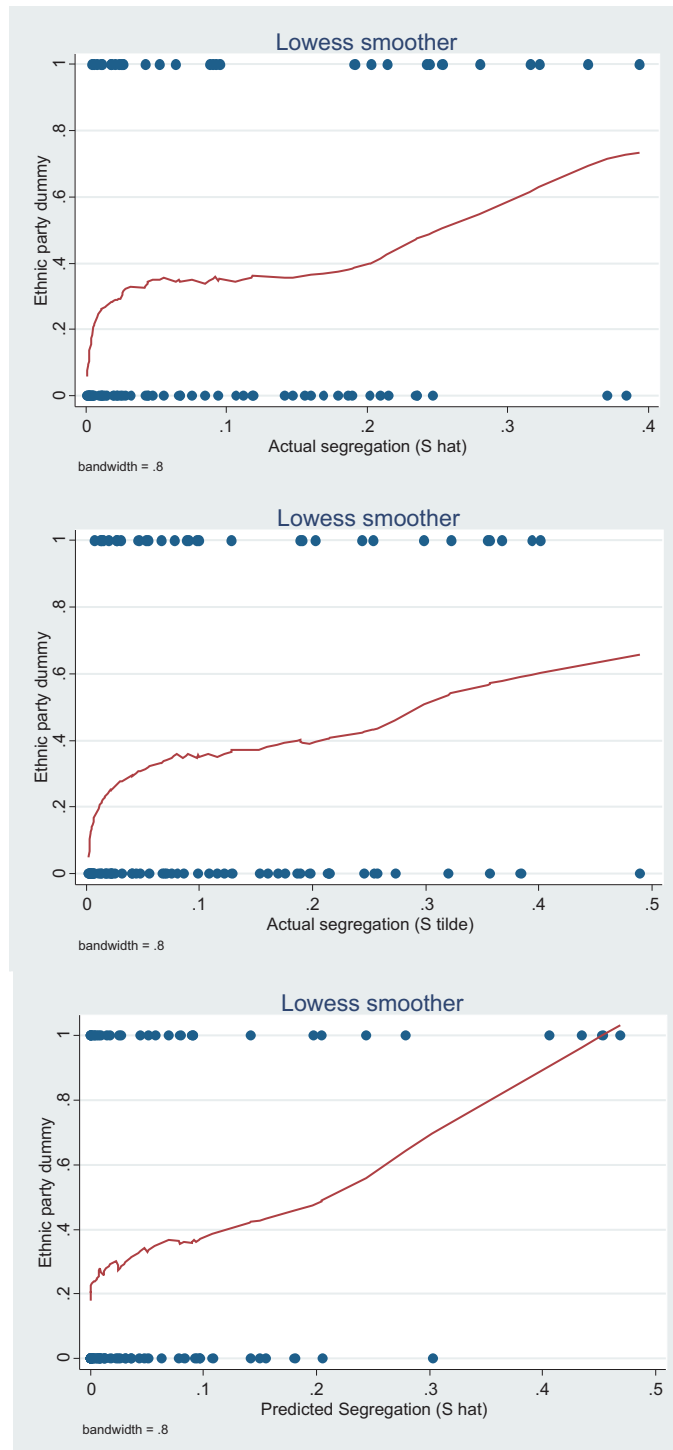 Lowess smoother
1
.8
.6
.4
.2
0
Ethnic party dummy
0 .1 .2 .3 .4
Actual segregation (S hat)
bandwidth = .8
Lowess smoother
1
.8
.6
.4
.2
0
Ethnic party dummy
0 .1 .2 .3 .4 .5
Actual segregation (S tilde)
bandwidth = .8
Lowess smoother
1
.8
.6
.4
.2
0
Ethnic party dummy
0 .1 .2 .3 .4 .5
Predicted Segregation (S hat)
bandwidth = .8